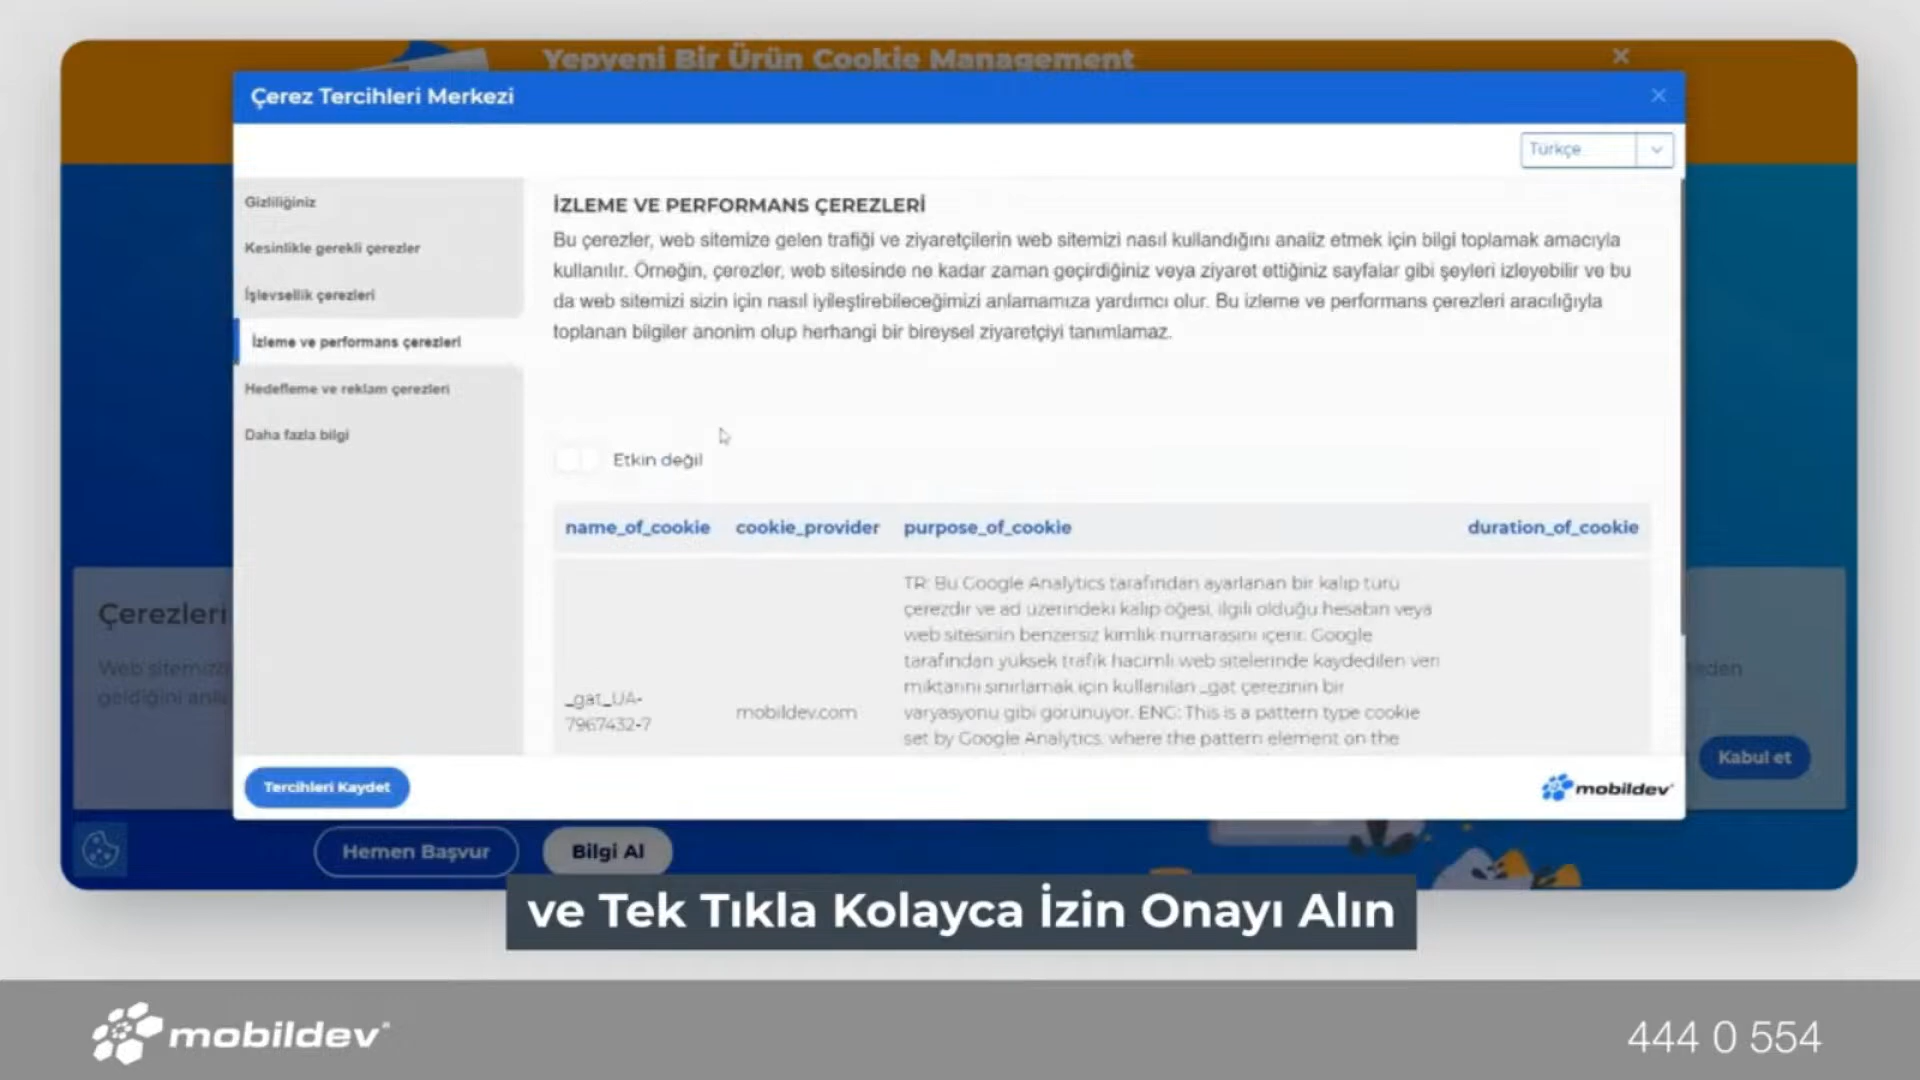 Yepyeni Bir Ürün Cookie Management
Çerez Tercihleri Merkezi
Türkçe
Gizliliğiniz
Kesinlikle gerekli çerezler
İşlevsellik çerezleri
İzleme ve performans çerezleri
Hedefleme ve reklam çerezleri
Daha fazla bilgi
İZLEME VE PERFORMANS ÇEREZLERİ
Bu çerezler, web sitemize gelen trafiği ve ziyaretçilerin web sitemizi nasıl kullandığını analiz etmek için bilgi toplamak amacıyla
kullanılır. Örneğin, çerezler, web sitesinde ne kadar zaman geçirdiğiniz veya ziyaret ettiğiniz sayfalar gibi şeyleri izleyebilir ve bu
da web sitemizi sizin için nasıl iyileştirebileceğimizi anlamamıza yardımcı olur. Bu izleme ve performans çerezleri aracılığıyla
toplanan bilgiler anonim olup herhangi bir bireysel ziyaretçiyi tanımlamaz.
Etkin değil
name_of_cookie cookie_provider purpose_of_cookie duration_of_cookie
TR: Bu Google Analytics tarafından ayarlanan bir kalıp türü
çerezdir ve ad üzerindeki kalıp öğesi, ilgili olduğu hesabın veya
web sitesinin benzersiz kimlik numarasını içerir. Google
tarafından yüksek trafik hacimli web sitelerinde kaydedilen veri
miktarını sınırlamak için kullanılan _gat çerezinin bir
varyasyonu gibi görünüyor. ENG: This is a pattern type cookie
set by Google Analytics, where the pattern element on the
_gat_UA-
7967432-7
mobildev.com
Çerezleri
Web sitemizi
geldiğini anla
Kabul et
Tercihleri Kaydet
mobildev
Hemen Başvur
Bilgi Al
ve Tek Tıkla Kolayca İzin Onayı Alın
mobildev
444 0 554